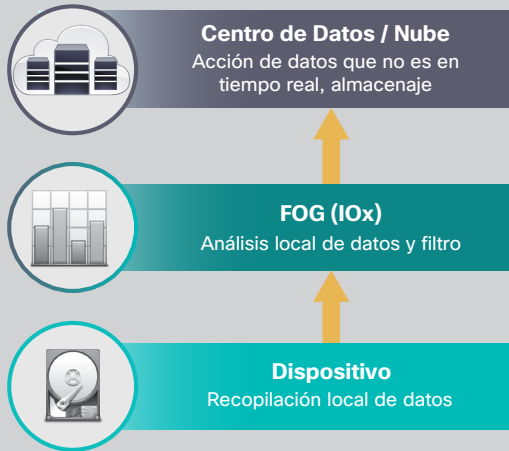 Centro de Datos / Nube
Acción de datos que no es en
tiempo real, almacenaje
FOG (IOx)
Análisis local de datos y filtro
Dispositivo
Recopilación local de datos